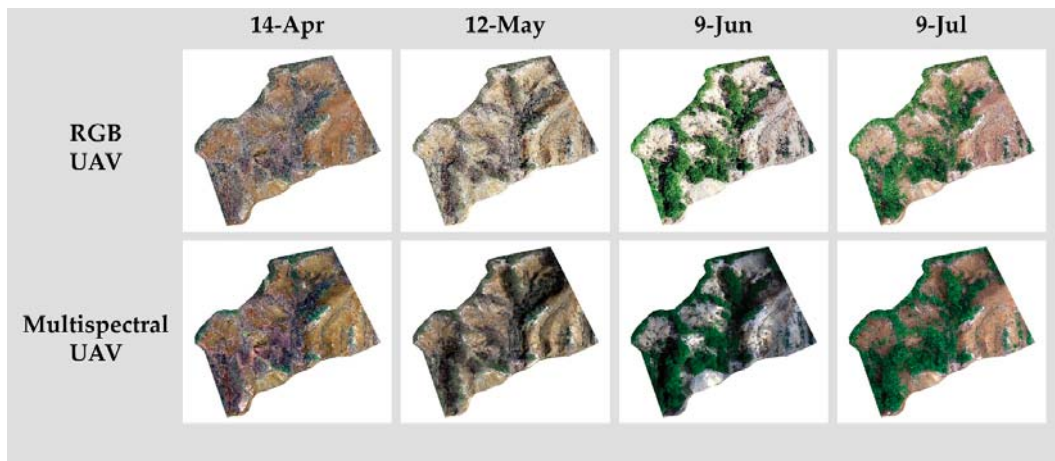 14-Apr 12-May 9-Jun 9-Jul
RGB
UAV
Multispectral
UAV